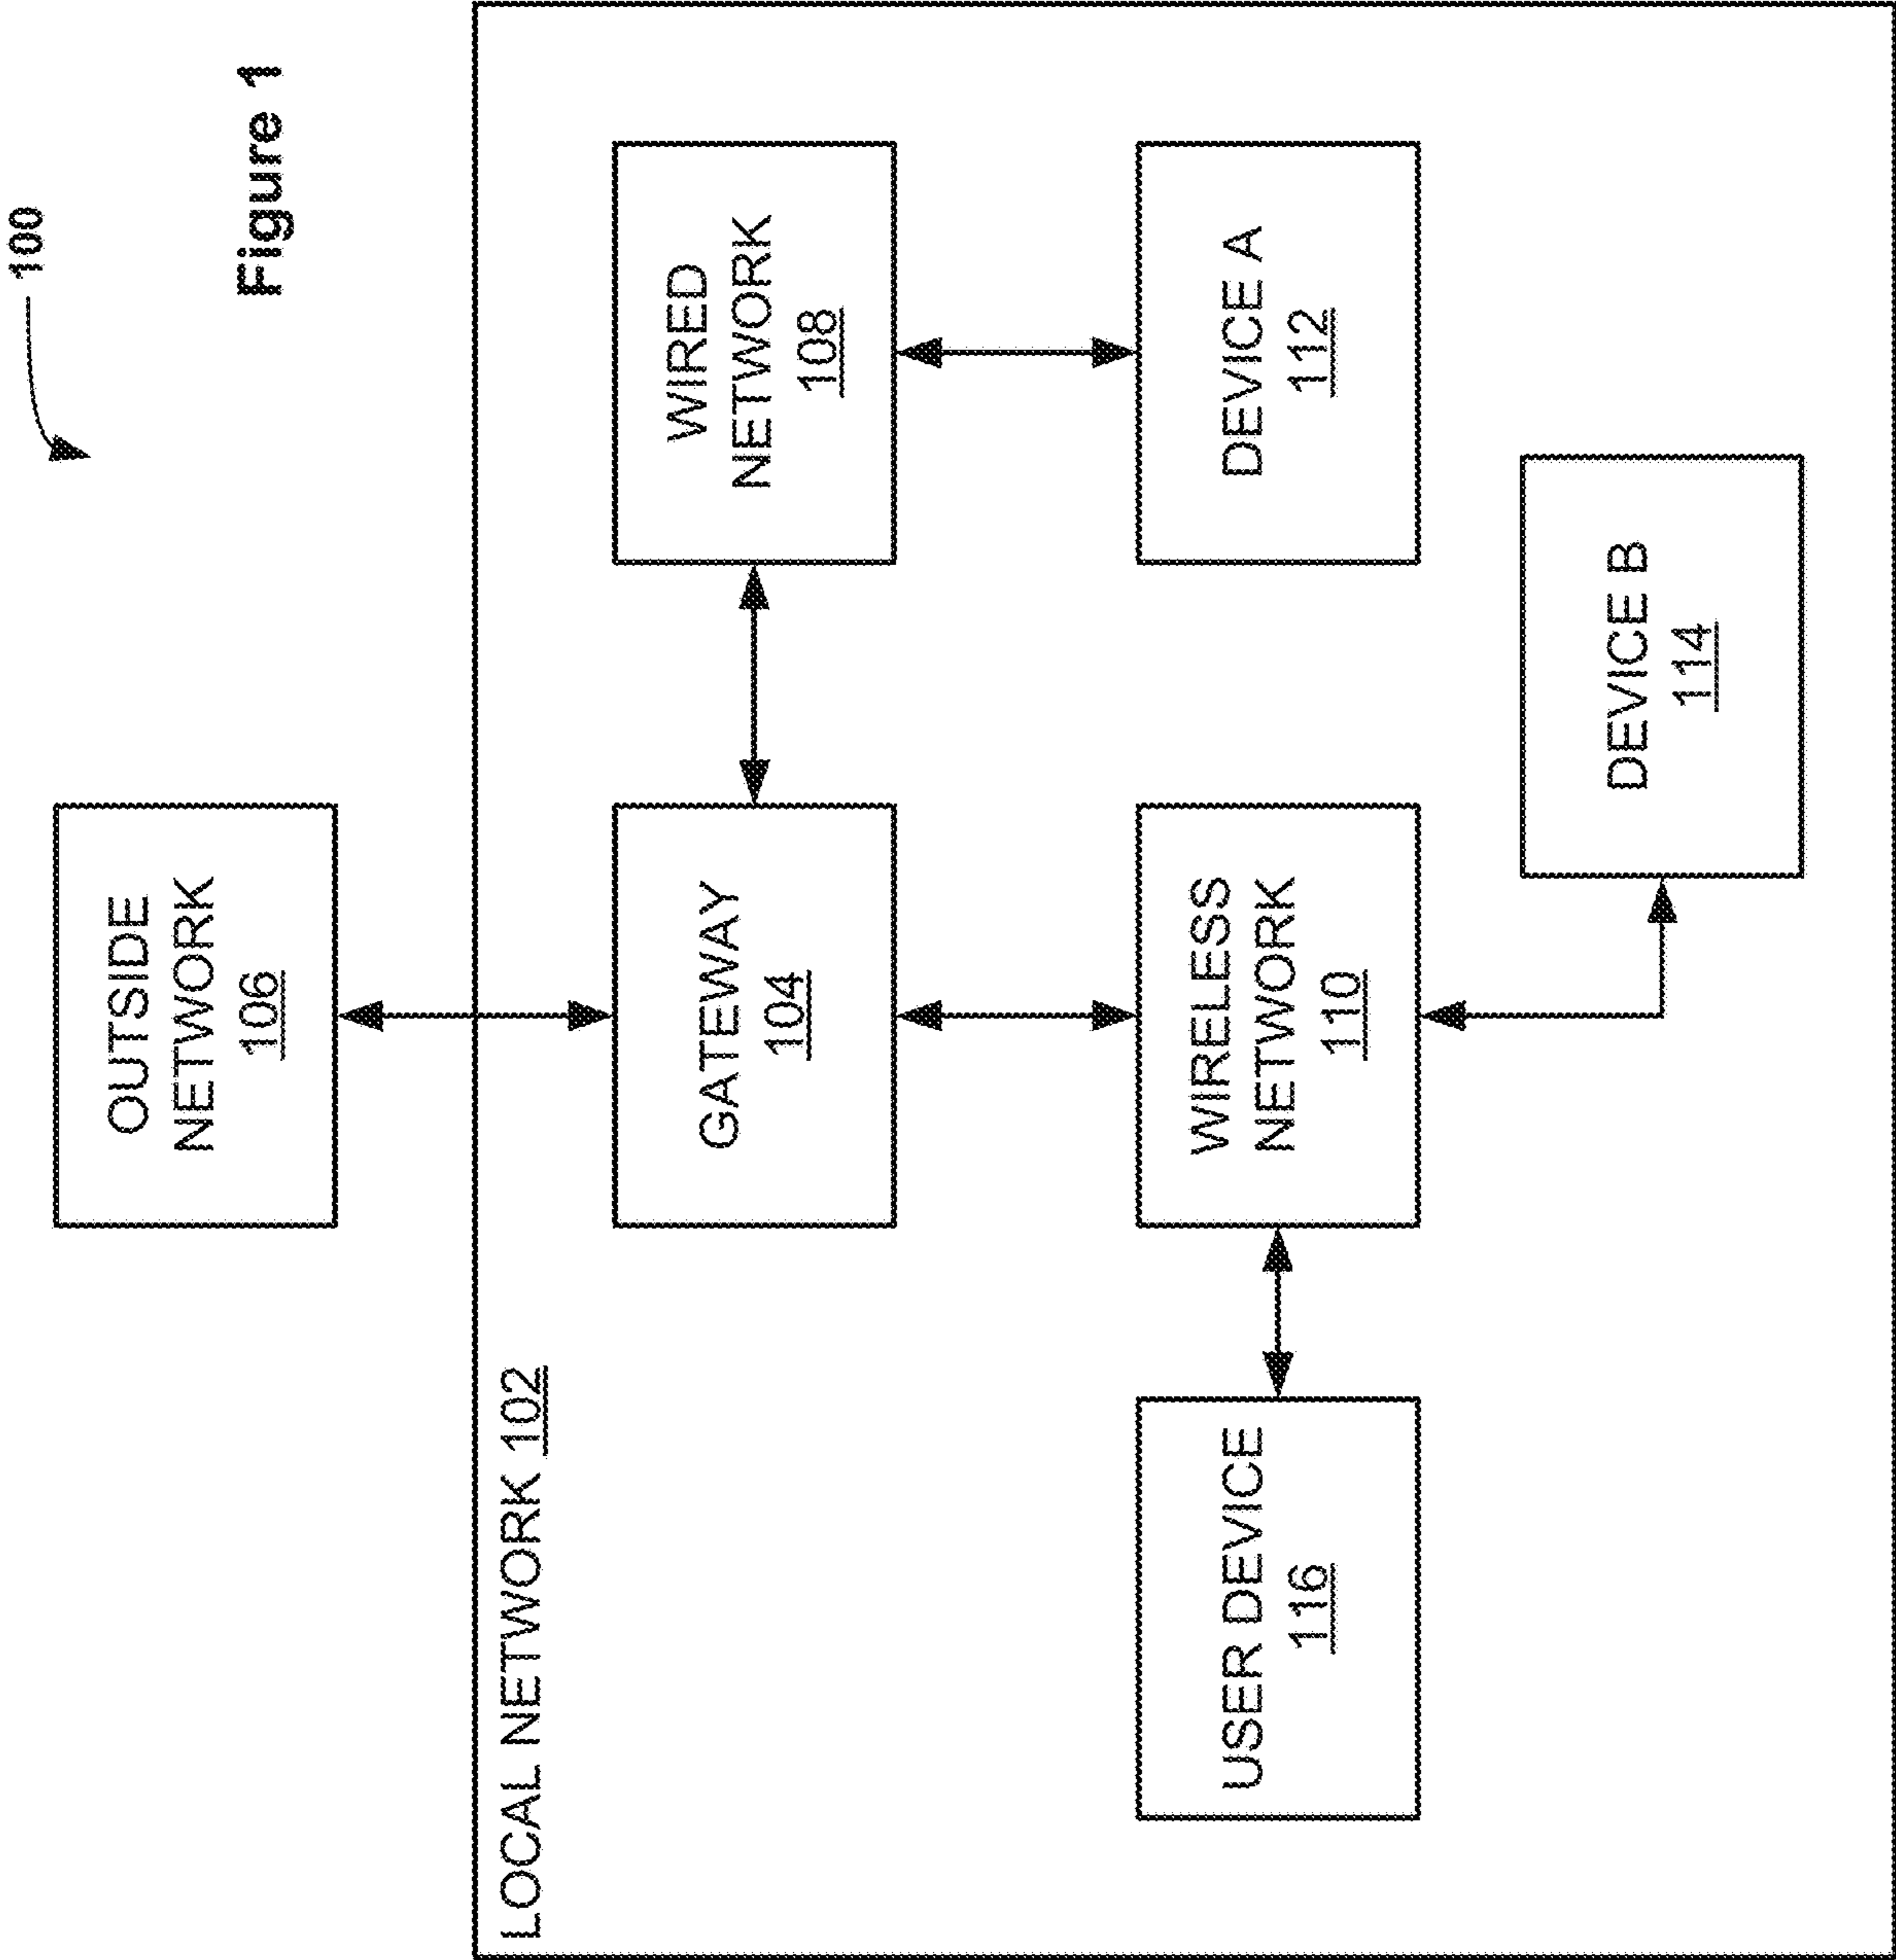 100
Figure 1
OUTSIDE
NETWORK
106
LOCAL NETWORK 102
GATEWAY
104
WIRED
NETWORK
108
USER DEVICE
116
WIRELESS
NETWORK
110
DEVICE A
112
DEVICE B
114